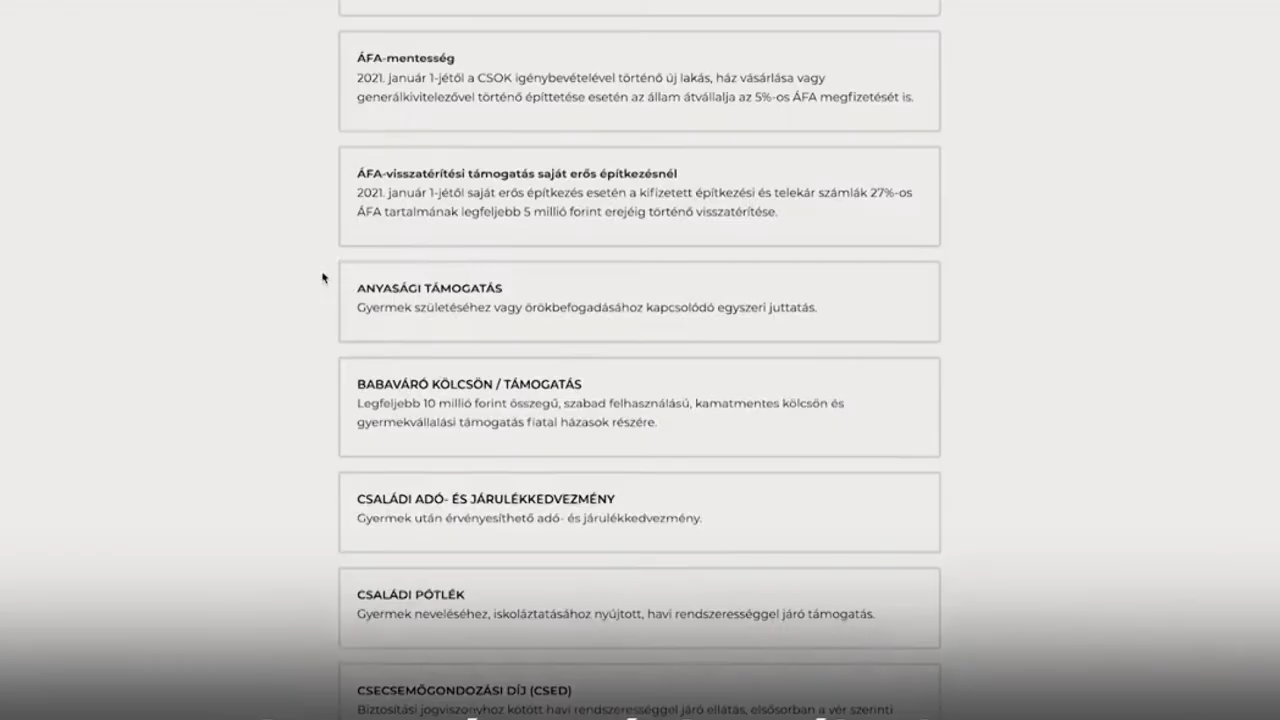 ÁFA-mentesség
2021. január 1-jétől a CSOK igénybevételével történő új lakás, ház vásárlása vagy
generálkivitelezővel történő építtetése esetén az állam átvállalja az 5%-os ÁFA megfizetését is.
ÁFA-visszatérítési támogatás saját erős építkezésnél
2021. január 1-jétől saját erős építkezés esetén a kifizetett építkezési és telekár számlák 27%-os
ÁFA tartalmának legfeljebb 5 millió forint erejéig történő visszatérítése.
ANYASÁGI TÁMOGATÁS
Gyermek születéséhez vagy örökbefogadásához kapcsolódó egyszeri juttatás.
BABAVÁRÓ KÖLCSÖN / TÁMOGATÁS
Legfeljebb 10 millió forint összegű, szabad felhasználású, kamatmentes kölcsön és
gyermekvállalási támogatás fiatal házasok részére.
CSALÁDI ADÓ- ÉS JÁRULÉKKEDVEZMÉNY
Gyermek után érvényesíthető adó- és járulékkedvezmény.
CSALÁDI PÓTLÉK
Gyermek neveléséhez, iskoláztatásához nyújtott, havi rendszerességgel járó támogatás.
CSECSEMŐGONDOZÁSI DÍJ (CSED)
Biztosítási jogviszonyhoz kötött havi rendszerességgel járó ellátás, elsősorban a vér szerinti